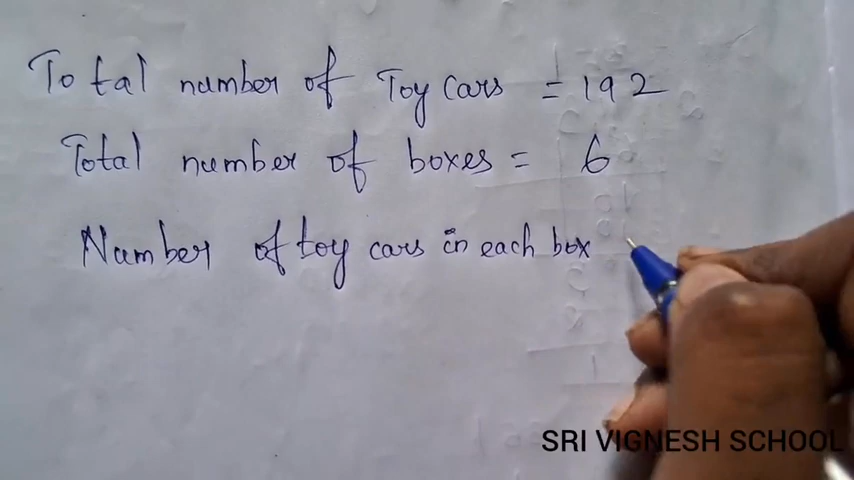 Total number of Toy cars = 192
Total number of boxes = 6
Number of toy cars in each box
SRI VIGNESH SCHOOL